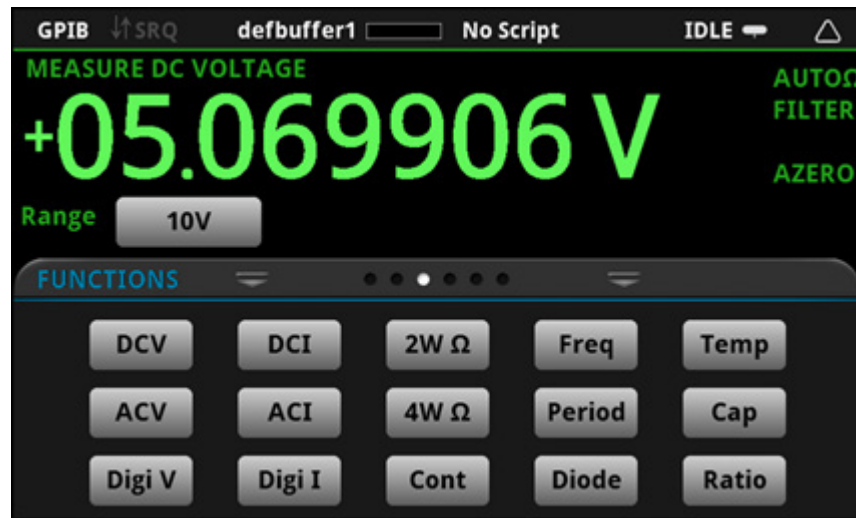 GPIB ↓↑SRQ defbuffer1 No Script IDLE
MEASURE DC VOLTAGE AUTOΩ
+05.069906 V FILTER
AZERO
Range 10V
FUNCTIONS
DCV DCI 2W Ω Freq Temp
ACV ACI 4W Ω Period Cap
Digi V Digi I Cont Diode Ratio